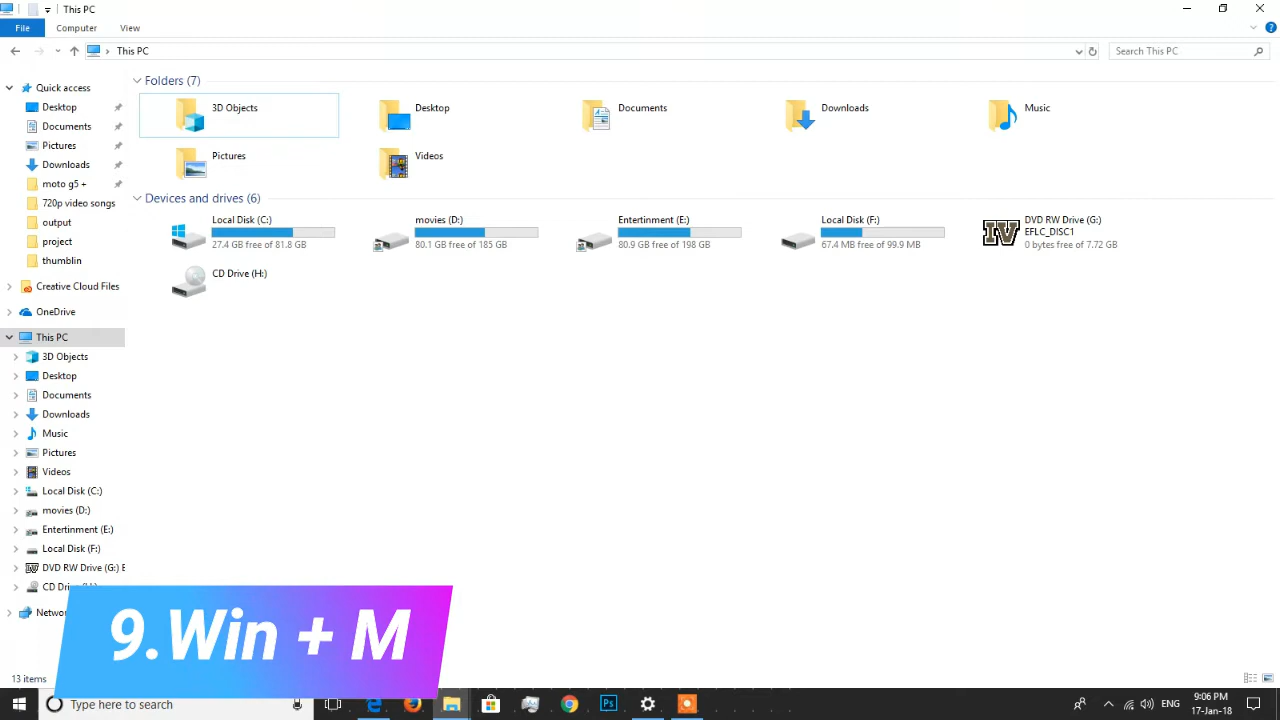 This PC
File
Computer
View
This PC
Search This PC
Quick access
Desktop
Documents
Pictures
Downloads
moto g5 +
720p video songs
output
project
thumblin
Creative Cloud Files
OneDrive
This PC
3D Objects
Desktop
Documents
Downloads
Music
Pictures
Videos
Local Disk (C:)
movies (D:)
Entertinment (E:)
Local Disk (F:)
DVD RW Drive (G:) E
CD Dri
Netwo
Folders (7)
3D Objects
Desktop
Documents
Downloads
Music
Pictures
Videos
Devices and drives (6)
Local Disk (C:)
27.4 GB free of 81.8 GB
movies (D:)
80.1 GB free of 185 GB
Entertinment (E:)
80.9 GB free of 198 GB
Local Disk (F:)
67.4 MB free of 99.9 MB
IV
DVD RW Drive (G:)
EFLC_DISC1
0 bytes free of 7.72 GB
CD Drive (H:)
9.Win + M
13 items
Type here to search
Ps
ENG
9:06 PM
17-Jan-18